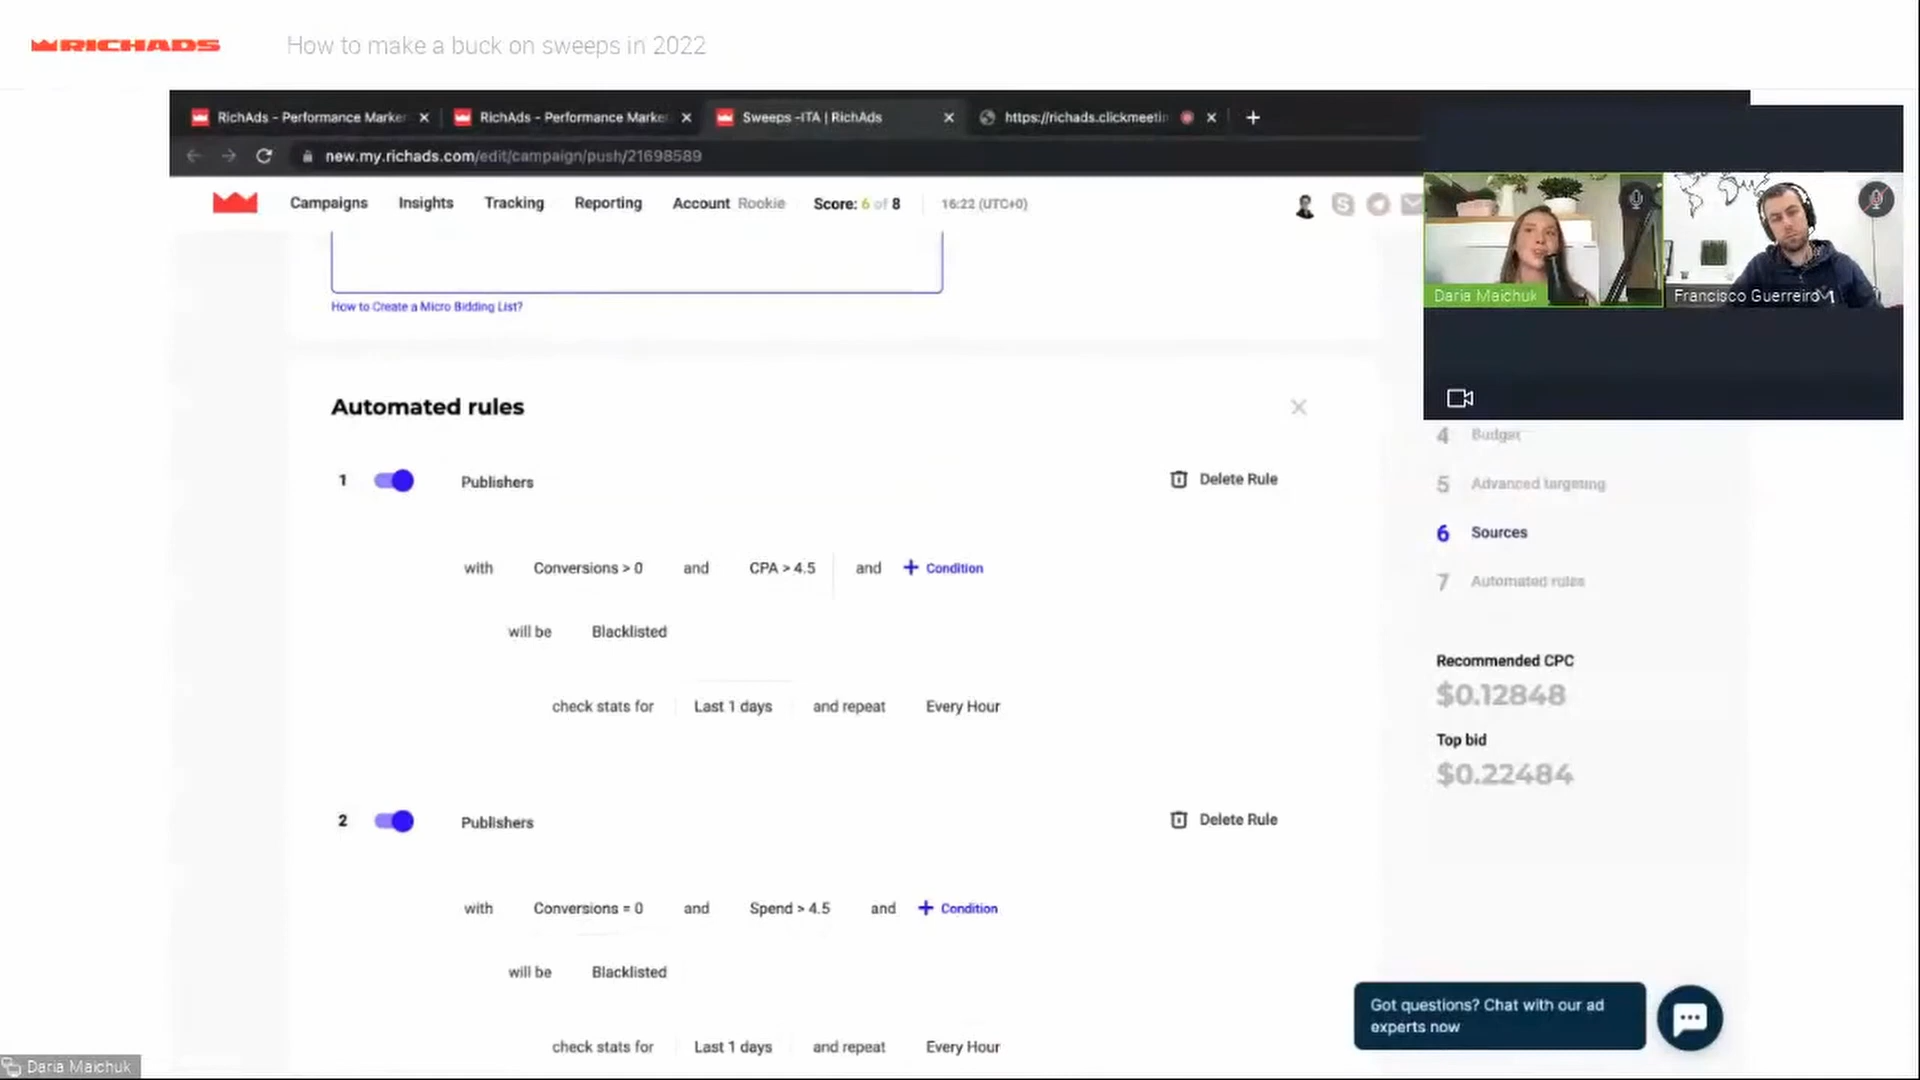 RICHADS
How to make a buck on sweeps in 2022
RichAds - Performance Marke
RichAds - Performance Marke
Sweeps -ITA | RichAds
https://richads.clickmeetin
new.my.richads.com/edit/campaign/push/21698589
Campaigns Insights Tracking Reporting Account Rookie Score: 6 of 8 16:22 (UTC+0)
Daria Maichuk
Francisco Guerreiro
How to Create a Micro Bidding List?
Automated rules
1 Publishers Delete Rule
with Conversions > 0 and CPA > 4.5 and + Condition
will be Blacklisted
check stats for Last 1 days and repeat Every Hour
2 Publishers Delete Rule
with Conversions = 0 and Spend > 4.5 and + Condition
will be Blacklisted
check stats for Last 1 days and repeat Every Hour
4 Budget
5 Advanced targeting
6 Sources
7 Automated rules
Recommended CPC
$0.12848
Top bid
$0.22484
Got questions? Chat with our ad
experts now
Daria Maichuk